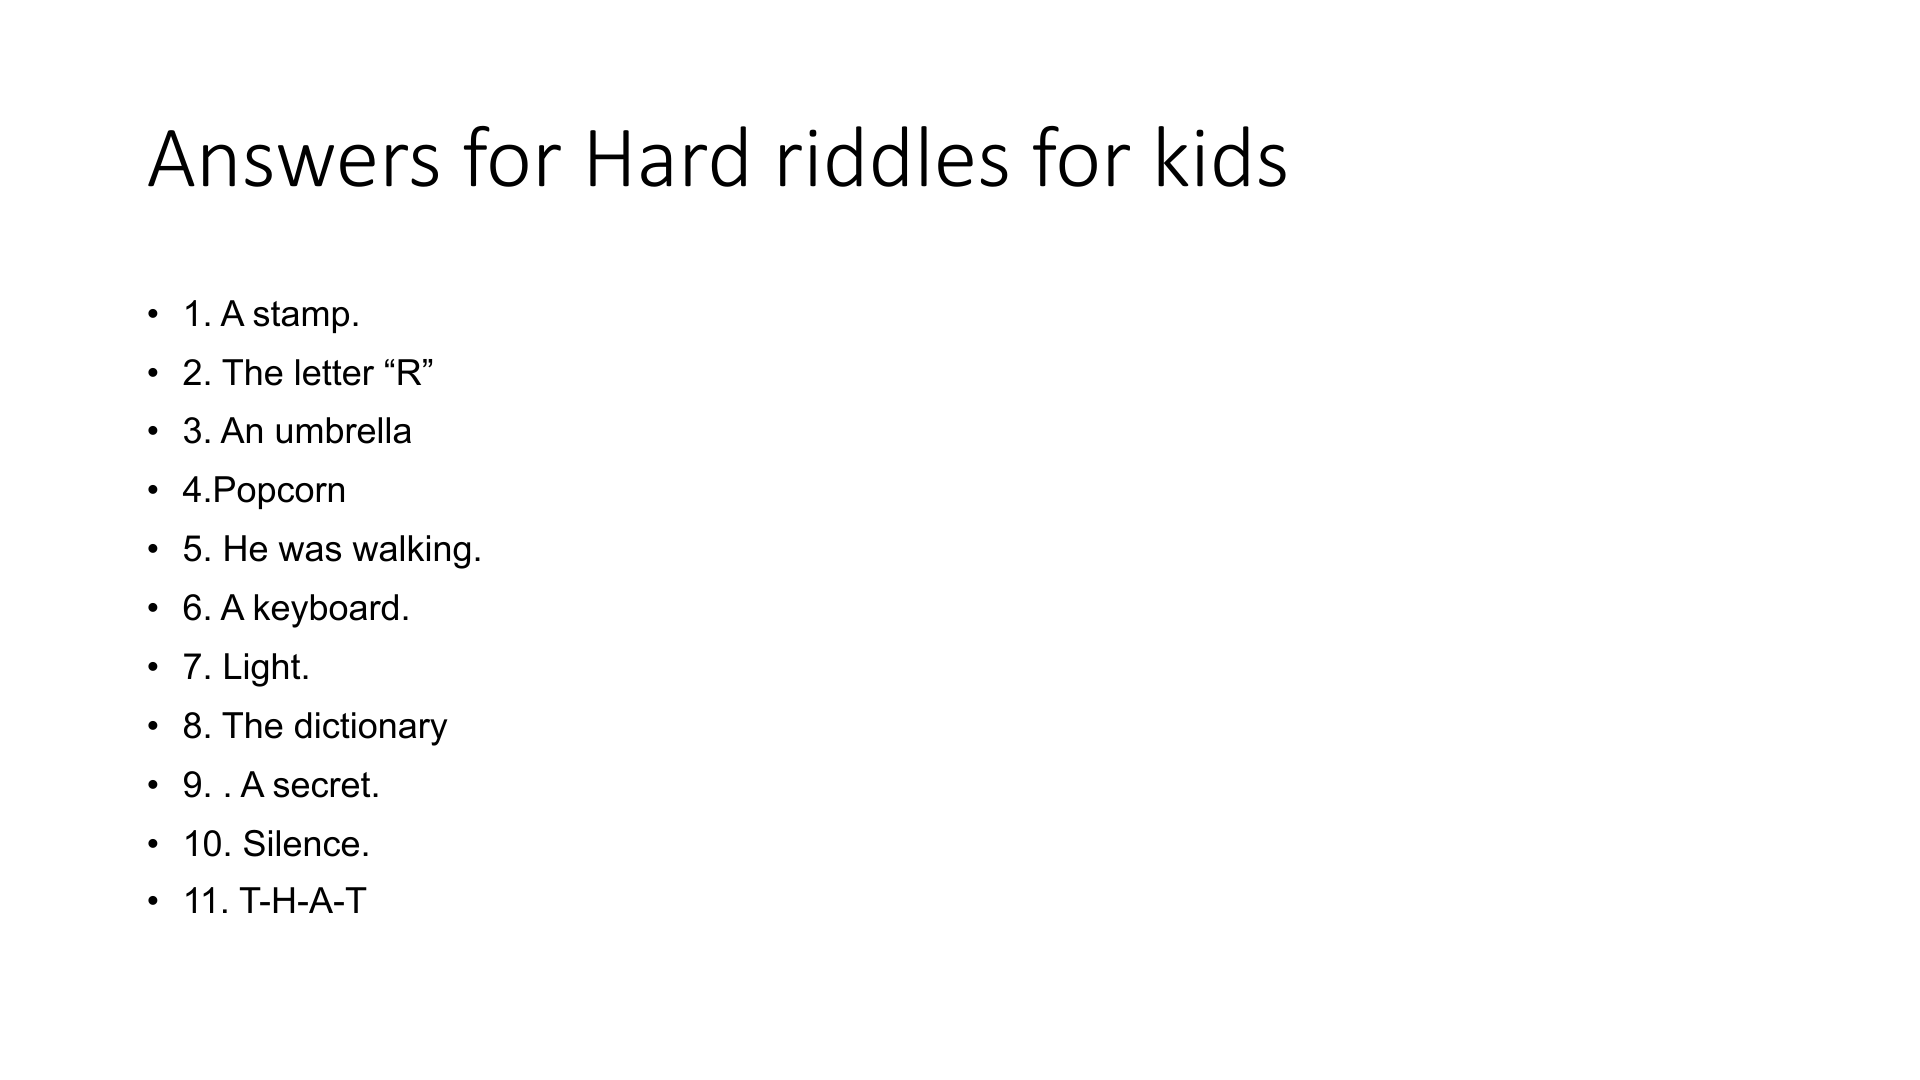 Answers for Hard riddles for kids
• 1. A stamp.
• 2. The letter “R”
• 3. An umbrella
• 4.Popcorn
• 5. He was walking.
• 6. A keyboard.
• 7. Light.
• 8. The dictionary
• 9. . A secret.
• 10. Silence.
• 11. T-H-A-T